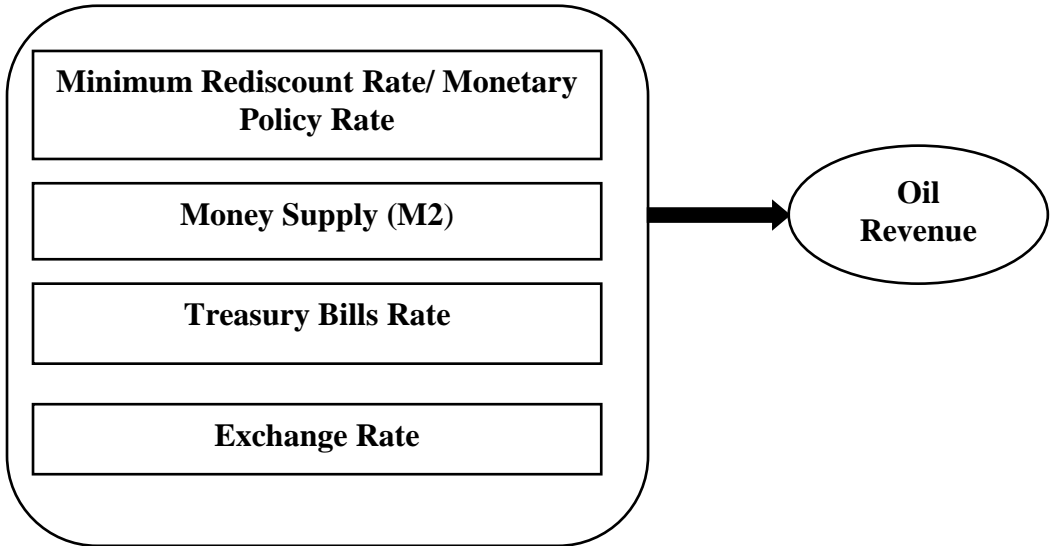 Minimum Rediscount Rate/ Monetary
Policy Rate
Money Supply (M2)
Treasury Bills Rate
Exchange Rate
Oil
Revenue